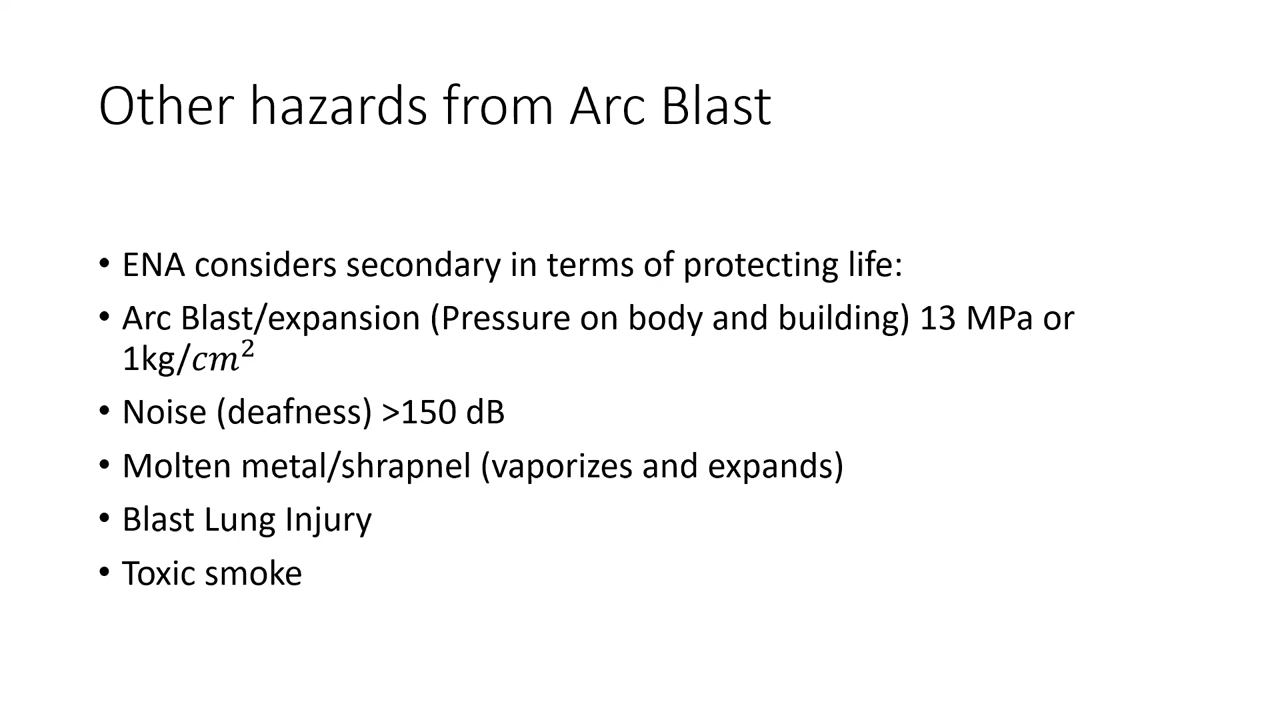 Other hazards from Arc Blast
• ENA considers secondary in terms of protecting life:
• Arc Blast/expansion (Pressure on body and building) 13 MPa or
1kg/cm²
• Noise (deafness) >150 dB
• Molten metal/shrapnel (vaporizes and expands)
• Blast Lung Injury
• Toxic smoke